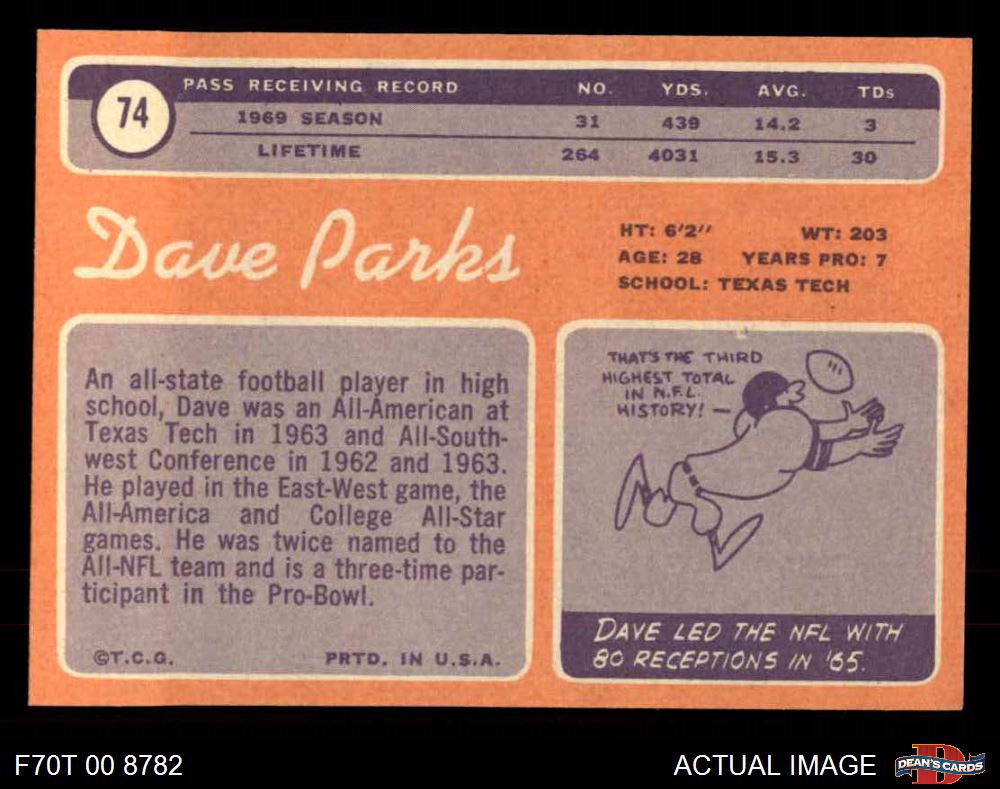 74
PASS RECEIVING RECORD NO. YDS. AVG. TDs
1969 SEASON 31 439 14.2 3
LIFETIME 264 4031 15.3 30
Dave Parks
HT: 6'2" WT: 203
AGE: 28 YEARS PRO: 7
SCHOOL: TEXAS TECH
An all-state football player in high
school, Dave was an All-American at
Texas Tech in 1963 and All-South-
west Conference in 1962 and 1963.
He played in the East-West game, the
All-America and College All-Star
games. He was twice named to the
All-NFL team and is a three-time par-
ticipant in the Pro-Bowl.
©T.C.G. PRTD. IN U.S.A.
THAT'S THE THIRD
HIGHEST TOTAL
IN N.F.L.
HISTORY! —
DAVE LED THE NFL WITH
80 RECEPTIONS IN '65.
F70T 00 8782
ACTUAL IMAGE
D
DEAN'S CARDS